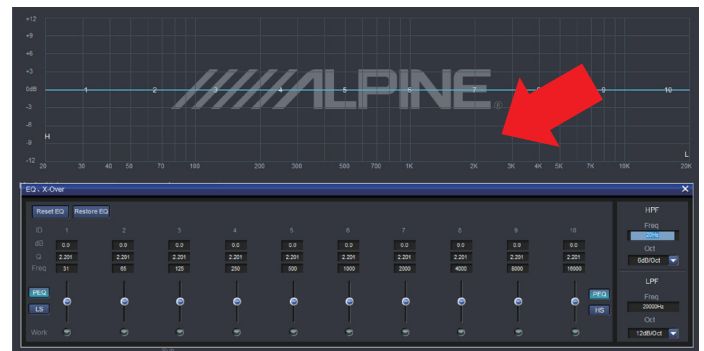 +12
+9
+6
+3
0dB
-3
-6
-9
-12
ALPINE®
1 2 3 4 5 6 7 8 9 10
H
L
20 30 40 50 70 100 200 300 500 700 1K 2K 3K 4K 5K 7K 10K 20K
EQ、X-Over
Reset EQ Restore EQ
ID 1 2 3 4 5 6 7 8 9 10
dB 0.0 0.0 0.0 0.0 0.0 0.0 0.0 0.0 0.0 0.0
Q 2.201 2.201 2.201 2.201 2.201 2.201 2.201 2.201 2.201 2.201
Freq 31 65 125 250 500 1000 2000 4000 8000 16000
PEQ PEQ
LS HS
Work
HPF
Freq
20Hz
Oct
6dB/Oct
LPF
Freq
20000Hz
Oct
12dB/Oct